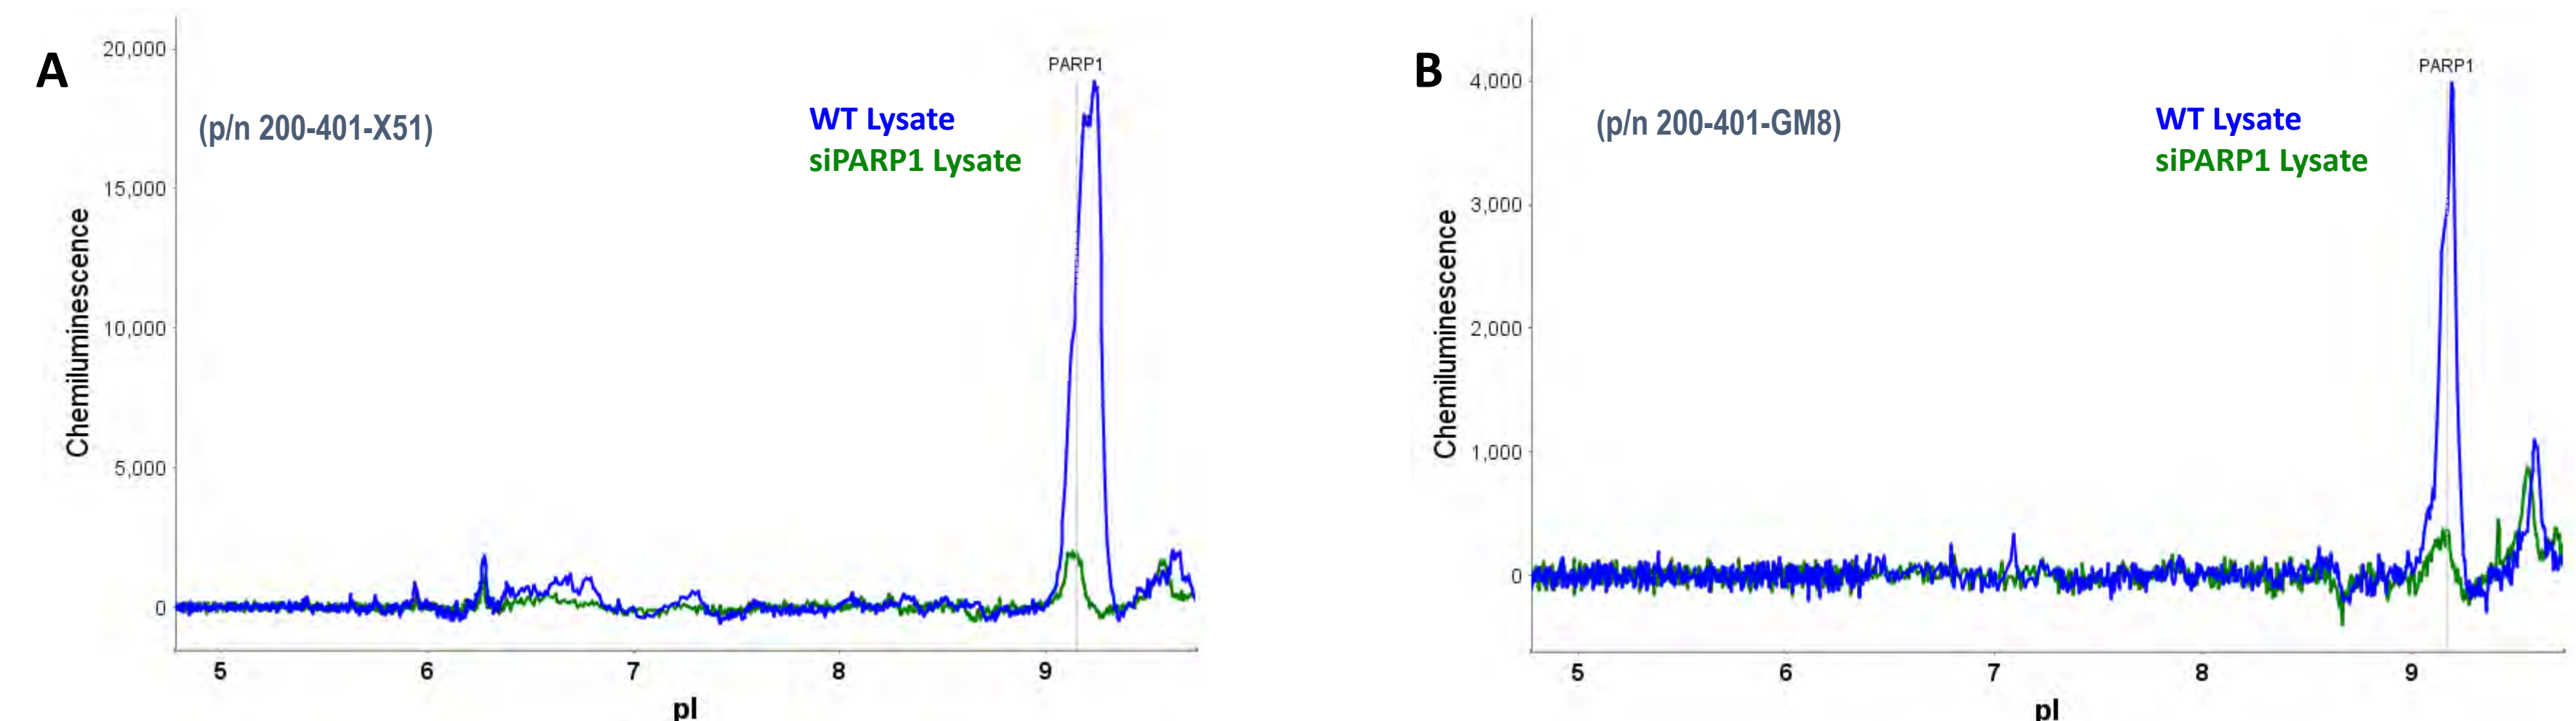 A
(p/n 200-401-X51)
WT Lysate
siPARP1 Lysate
PARP1
Chemiluminescence
20,000
15,000
10,000
5,000
0
5 6 7 8 9
pI
B
(p/n 200-401-GM8)
WT Lysate
siPARP1 Lysate
PARP1
Chemiluminescence
4,000
3,000
2,000
1,000
0
5 6 7 8 9
pI